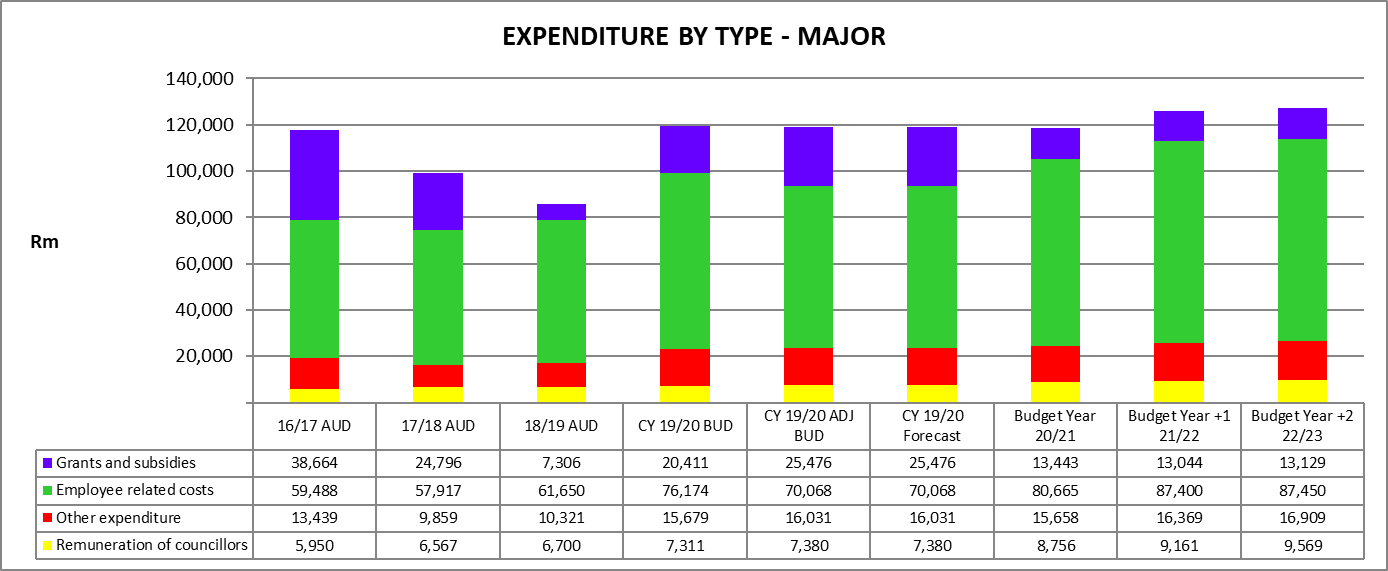 EXPENDITURE BY TYPE - MAJOR
140,000
120,000
100,000
80,000
60,000
40,000
20,000
Rm
16/17 AUD 17/18 AUD 18/19 AUD CY 19/20 BUD CY 19/20 ADJ BUD CY 19/20 Forecast Budget Year 20/21 Budget Year +1 21/22 Budget Year +2 22/23
Grants and subsidies 38,664 24,796 7,306 20,411 25,476 25,476 13,443 13,044 13,129
Employee related costs 59,488 57,917 61,650 76,174 70,068 70,068 80,665 87,400 87,450
Other expenditure 13,439 9,859 10,321 15,679 16,031 16,031 15,658 16,369 16,909
Remuneration of councillors 5,950 6,567 6,700 7,311 7,380 7,380 8,756 9,161 9,569